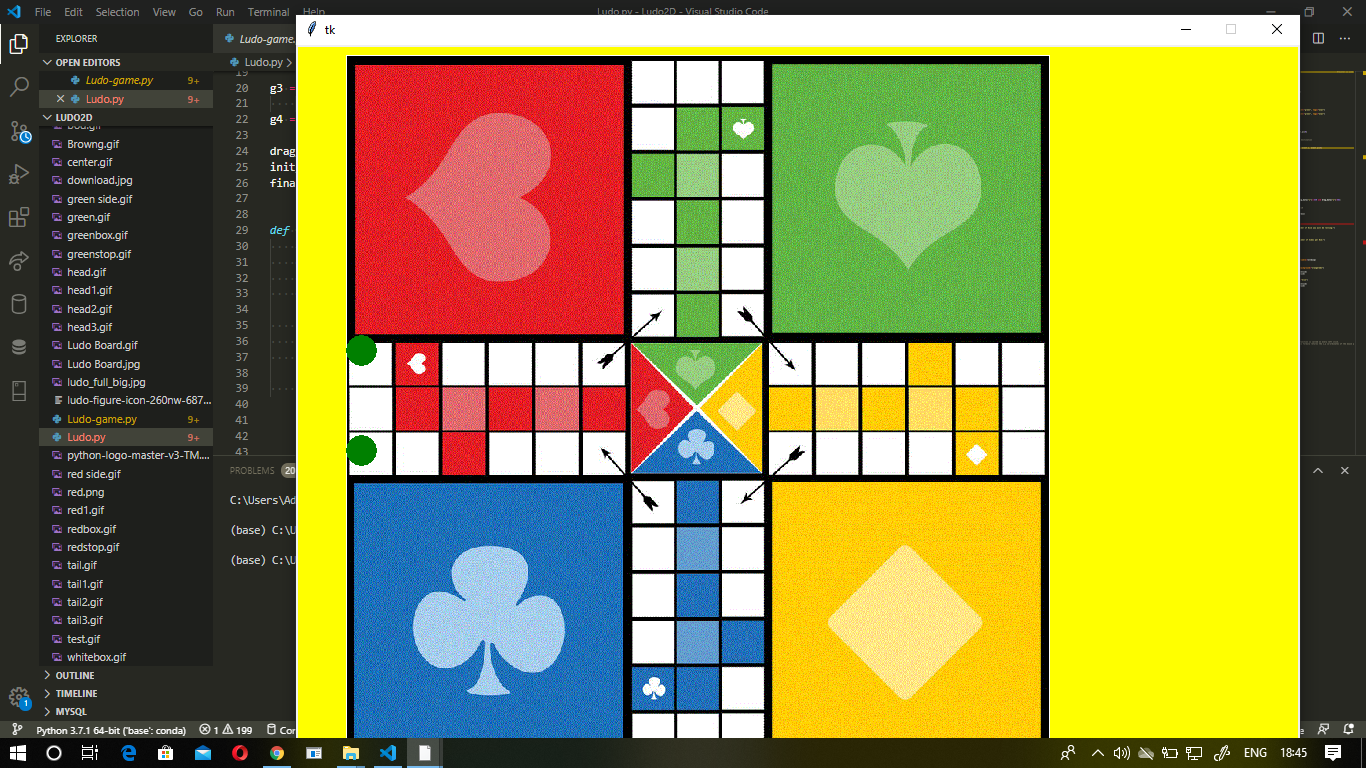 File Edit Selection View Go Run Terminal
Ludo.py - Ludo2D - Visual Studio Code
tk
EXPLORER
OPEN EDITORS
Ludo-game.py 9+
Ludo.py 9+
LUDO2D
Browng.gif
center.gif
download.jpg
green side.gif
green.gif
greenbox.gif
greenstop.gif
head.gif
head1.gif
head2.gif
head3.gif
Ludo Board.gif
Ludo Board.jpg
ludo_full_big.jpg
ludo-figure-icon-260nw-687...
Ludo-game.py 9+
Ludo.py 9+
python-logo-master-v3-TM....
red side.gif
red.png
red1.gif
redbox.gif
redstop.gif
tail.gif
tail1.gif
tail2.gif
tail3.gif
test.gif
whitebox.gif
OUTLINE
TIMELINE
MYSQL
Ludo-game.
Ludo.py >
19
20 g3 =
21
22 g4 =
23
24 drag
25 init
26 fina
27
28
29 def
30
31
32
33
34
35
36
37
38
39
40
41
42
43
PROBLEMS 20
C:\Users\Ad
(base) C:\U
(base) C:\U
1
Python 3.7.1 64-bit ('base': conda) 1 199 Con
ENG 18:45